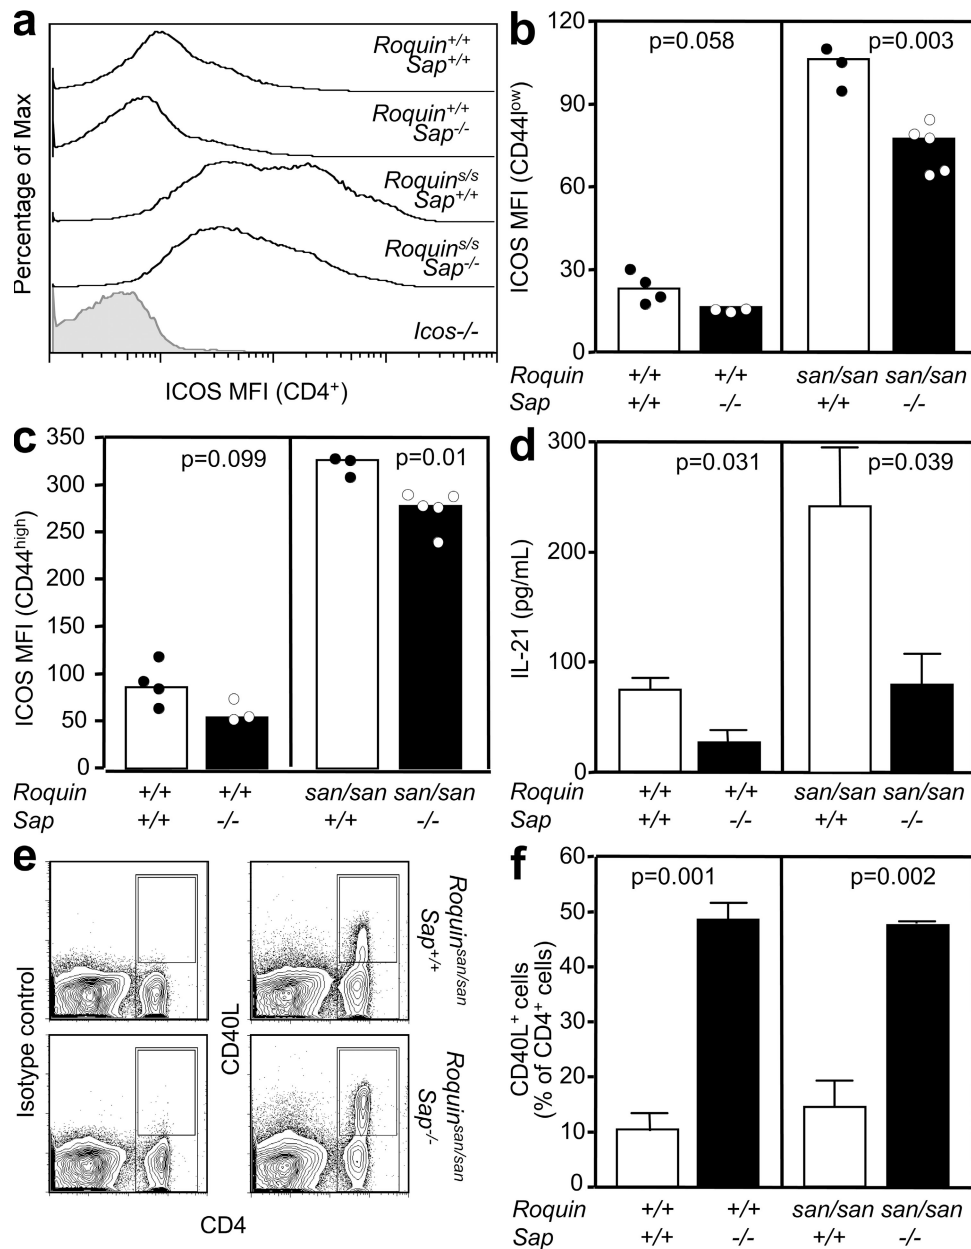 a
Percentage of Max
Roquin+/+
Sap+/+
Roquin+/+
Sap-/-
Roquins/s
Sap+/+
Roquins/s
Sap-/-
Icos-/-
ICOS MFI (CD4+)
b
ICOS MFI (CD44low)
120
90
60
30
0
p=0.058
p=0.003
Roquin +/+ +/+ san/san san/san
Sap +/+ -/- +/+ -/-
c
ICOS MFI (CD44high)
350
300
250
200
150
100
50
0
p=0.099
p=0.01
Roquin +/+ +/+ san/san san/san
Sap +/+ -/- +/+ -/-
d
IL-21 (pg/mL)
300
200
100
0
p=0.031
p=0.039
Roquin +/+ +/+ san/san san/san
Sap +/+ -/- +/+ -/-
e
Isotype control
CD40L
Roquinsan/san
Sap+/+
Roquinsan/san
Sap-/-
CD4
f
CD40L+ cells
(% of CD4+ cells)
60
50
40
30
20
10
0
p=0.001
p=0.002
Roquin +/+ +/+ san/san san/san
Sap +/+ -/- +/+ -/-